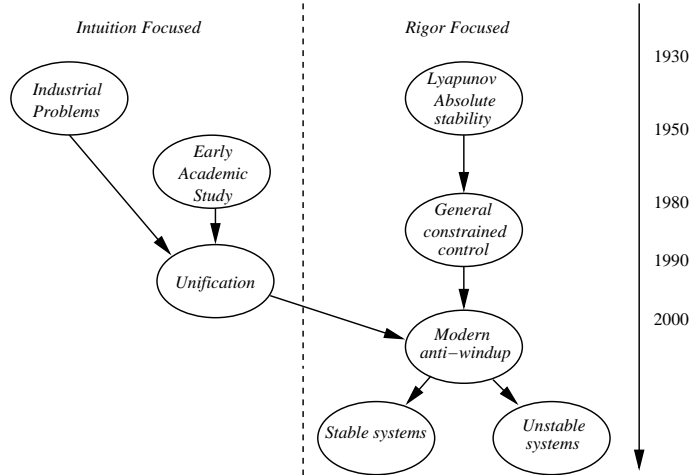 Intuition Focused
Rigor Focused
1930
Industrial
Problems
Lyapunov
Absolute
stability
1950
Early
Academic
Study
1980
General
constrained
control
1990
Unification
2000
Modern
anti−windup
Stable systems
Unstable
systems